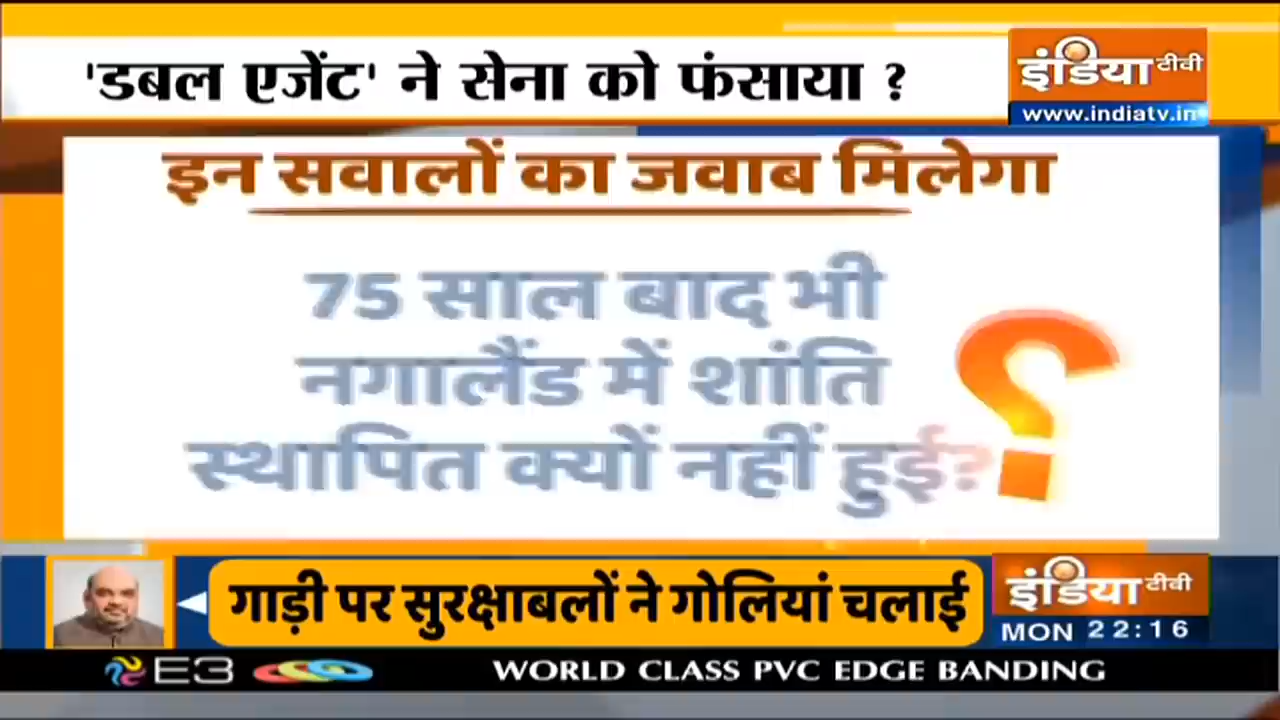 'डबल एजेंट' ने सेना को फंसाया ?
इंडिया टीवी
www.indiatv.in
इन सवालों का जवाब मिलेगा
75 साल बाद भी
नगालैंड में शांति
स्थापित क्यों नहीं हुई?
?
गाड़ी पर सुरक्षाबलों ने गोलियां चलाई
इंडिया टीवी
MON 22:16
E3 WORLD CLASS PVC EDGE BANDING